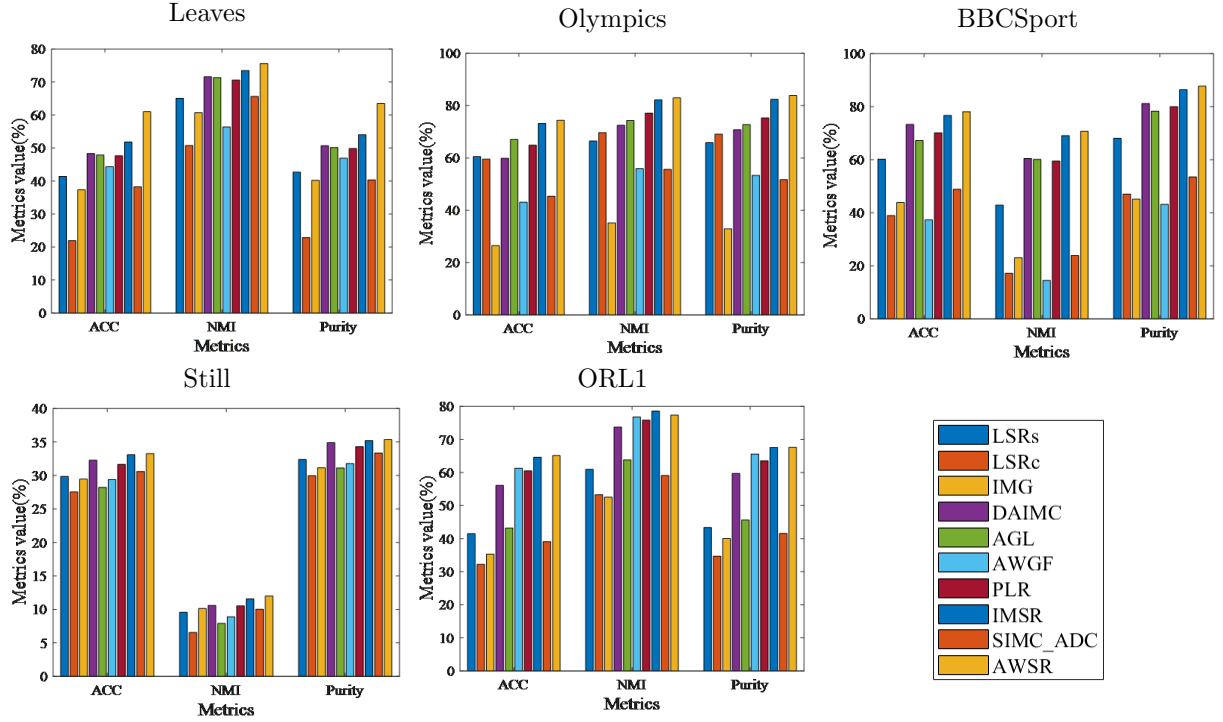 Leaves
Metrics value(%)
80
70
60
50
40
30
20
10
0
ACC NMI Purity
Metrics
Olympics
Metrics value(%)
100
80
60
40
20
0
ACC NMI Purity
Metrics
BBCSport
Metrics value(%)
100
80
60
40
20
0
ACC NMI Purity
Metrics
Still
Metrics value(%)
40
35
30
25
20
15
10
5
0
ACC NMI Purity
Metrics
ORL1
Metrics value(%)
80
70
60
50
40
30
20
10
0
ACC NMI Purity
Metrics
LSRs
LSRc
IMG
DAIMC
AGL
AWGF
PLR
IMSR
SIMC_ADC
AWSR